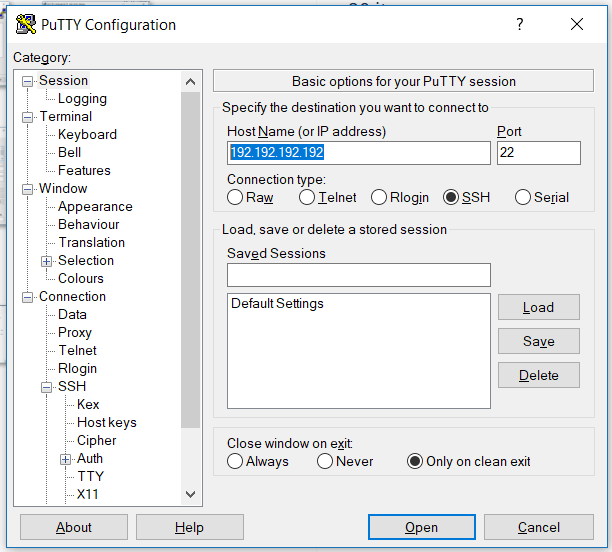 PuTTY Configuration
Category:
Session
Logging
Terminal
Keyboard
Bell
Features
Window
Appearance
Behaviour
Translation
Selection
Colours
Connection
Data
Proxy
Telnet
Rlogin
SSH
Kex
Host keys
Cipher
Auth
TTY
X11
Basic options for your PuTTY session
Specify the destination you want to connect to
Host Name (or IP address) Port
192.192.192.192 22
Connection type:
Raw Telnet Rlogin SSH Serial
Load, save or delete a stored session
Saved Sessions
Default Settings
Load
Save
Delete
Close window on exit:
Always Never Only on clean exit
About Help Open Cancel